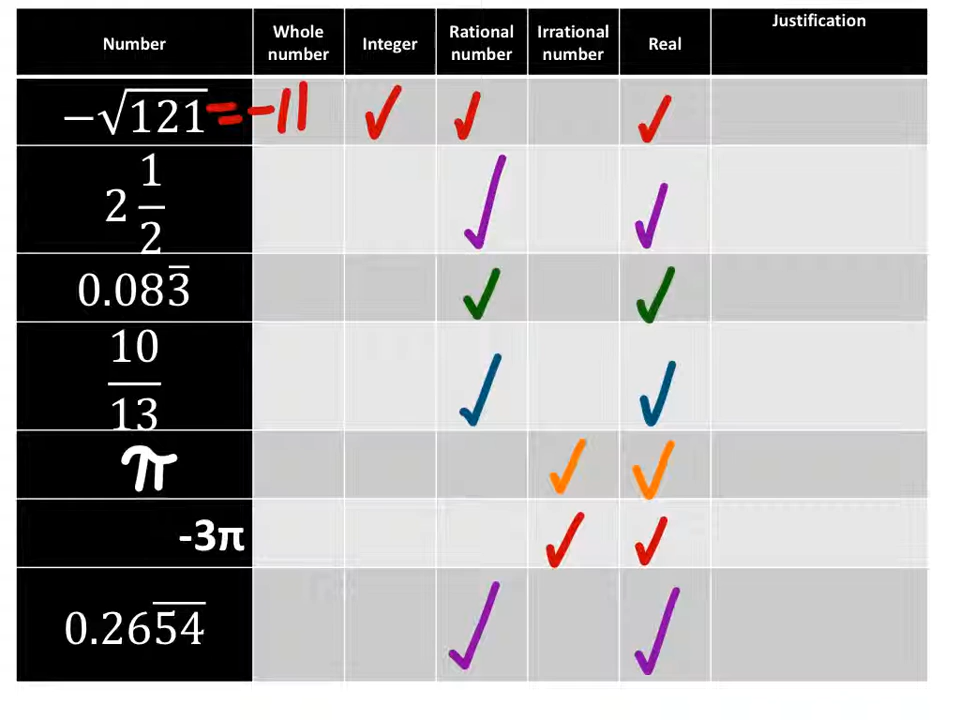 Number Whole number Integer Rational number Irrational number Real Justification
−√121 = -11 ✓ ✓ ✓
2 1/2 ✓ ✓
0.083̅ ✓ ✓
10/13 ✓ ✓
π ✓ ✓
-3π ✓ ✓
0.265̅4̅ ✓ ✓